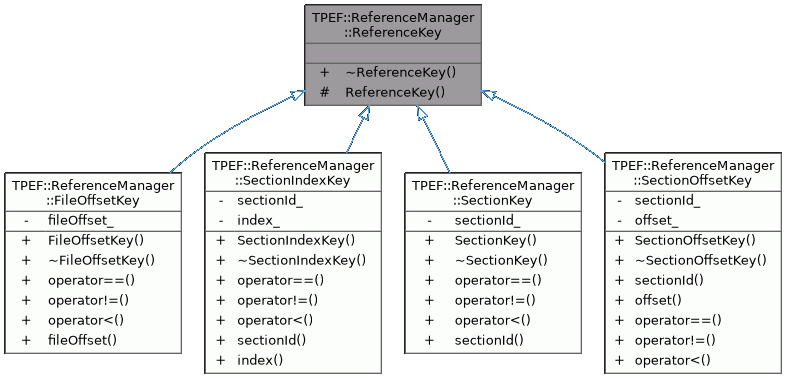 TPEF::ReferenceManager
::ReferenceKey
+ ~ReferenceKey()
# ReferenceKey()
TPEF::ReferenceManager
::FileOffsetKey
- fileOffset_
+ FileOffsetKey()
+ ~FileOffsetKey()
+ operator==()
+ operator!=()
+ operator<()
+ fileOffset()
TPEF::ReferenceManager
::SectionIndexKey
- sectionId_
- index_
+ SectionIndexKey()
+ ~SectionIndexKey()
+ operator==()
+ operator!=()
+ operator<()
+ sectionId()
+ index()
TPEF::ReferenceManager
::SectionKey
- sectionId_
+ SectionKey()
+ ~SectionKey()
+ operator==()
+ operator!=()
+ operator<()
+ sectionId()
TPEF::ReferenceManager
::SectionOffsetKey
- sectionId_
- offset_
+ SectionOffsetKey()
+ ~SectionOffsetKey()
+ sectionId()
+ offset()
+ operator==()
+ operator!=()
+ operator<()